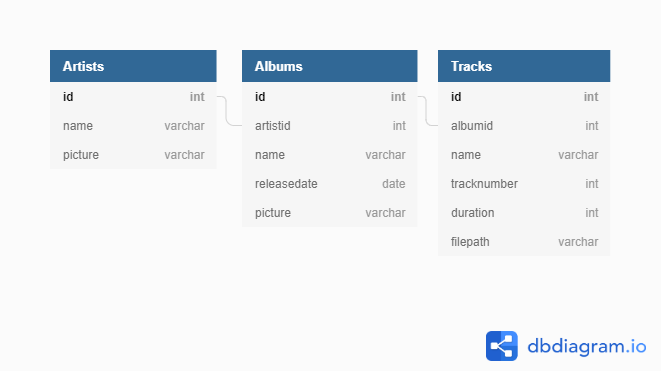 Artists
id int
name varchar
picture varchar
Albums
id int
artistid int
name varchar
releasedate date
picture varchar
Tracks
id int
albumid int
name varchar
tracknumber int
duration int
filepath varchar
dbdiagram.io